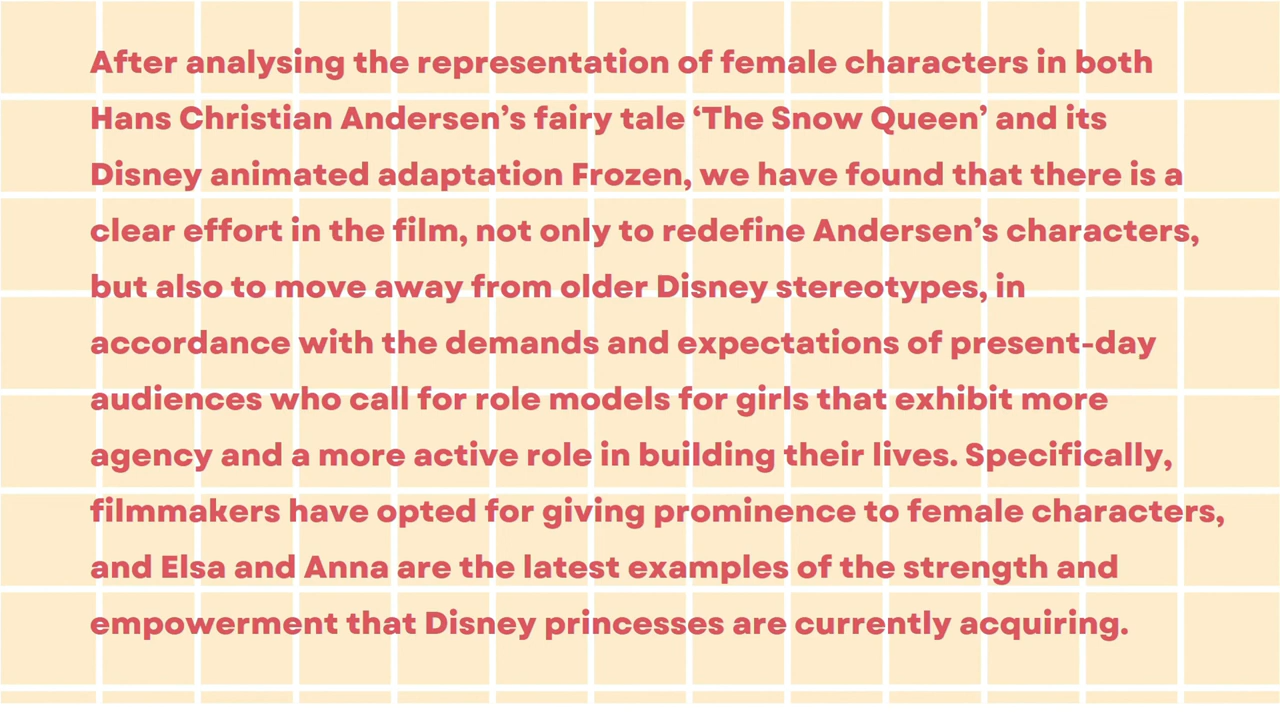 After analysing the representation of female characters in both
Hans Christian Andersen’s fairy tale ‘The Snow Queen’ and its
Disney animated adaptation Frozen, we have found that there is a
clear effort in the film, not only to redefine Andersen’s characters,
but also to move away from older Disney stereotypes, in
accordance with the demands and expectations of present-day
audiences who call for role models for girls that exhibit more
agency and a more active role in building their lives. Specifically,
filmmakers have opted for giving prominence to female characters,
and Elsa and Anna are the latest examples of the strength and
empowerment that Disney princesses are currently acquiring.